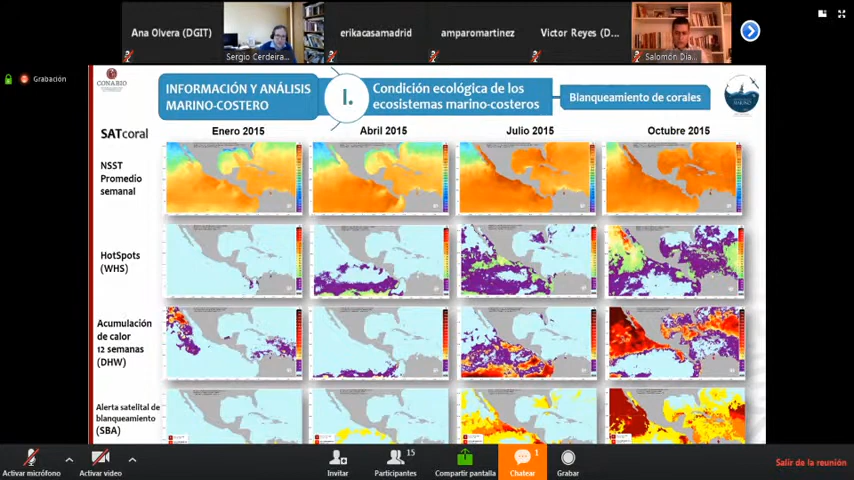 Ana Olvera (DGIT)
Sergio Cerdeira...
erikacasamadrid
amparomartinez
Victor Reyes (D...
Salomón Dia...
Grabación
CONABIO
INFORMACIÓN Y ANÁLISIS
MARINO-COSTERO
I.
Condición ecológica de los
ecosistemas marino-costeros
Blanqueamiento de corales
SATcoral
Enero 2015
Abril 2015
Julio 2015
Octubre 2015
NSST
Promedio
semanal
HotSpots
(WHS)
Acumulación
de calor
12 semanas
(DHW)
Alerta satelital de
blanqueamiento
(SBA)
Activar micrófono
Activar video
Invitar
15
Participantes
Compartir pantalla
1
Chatear
Grabar
Salir de la reunión